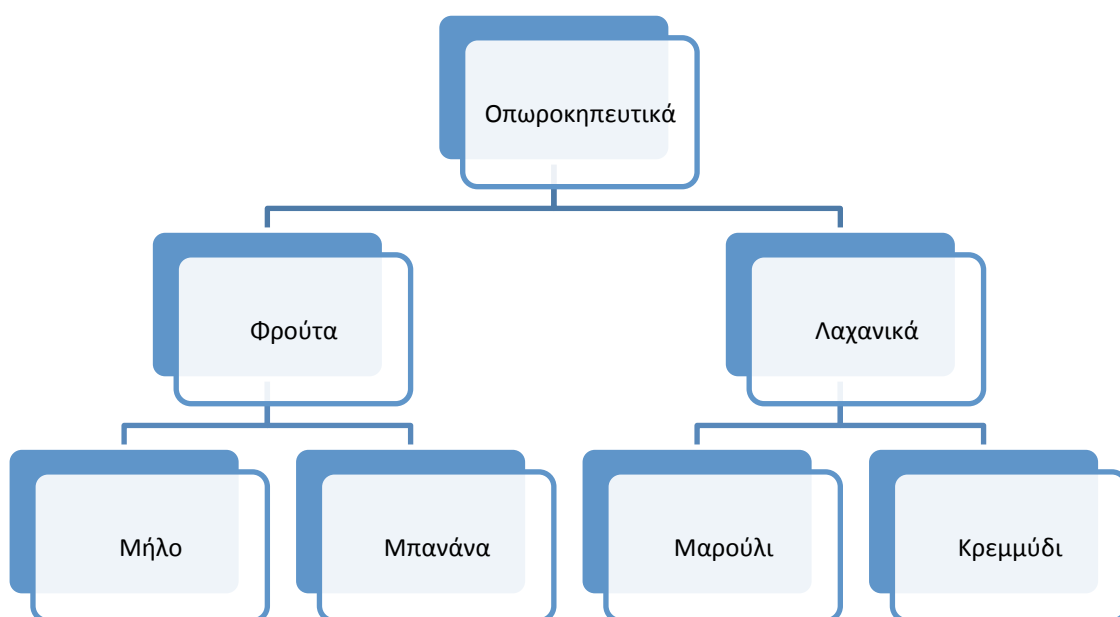 Οπωροκηπευτικά
Φρούτα
Λαχανικά
Μήλο
Μπανάνα
Μαρούλι
Κρεμμύδι